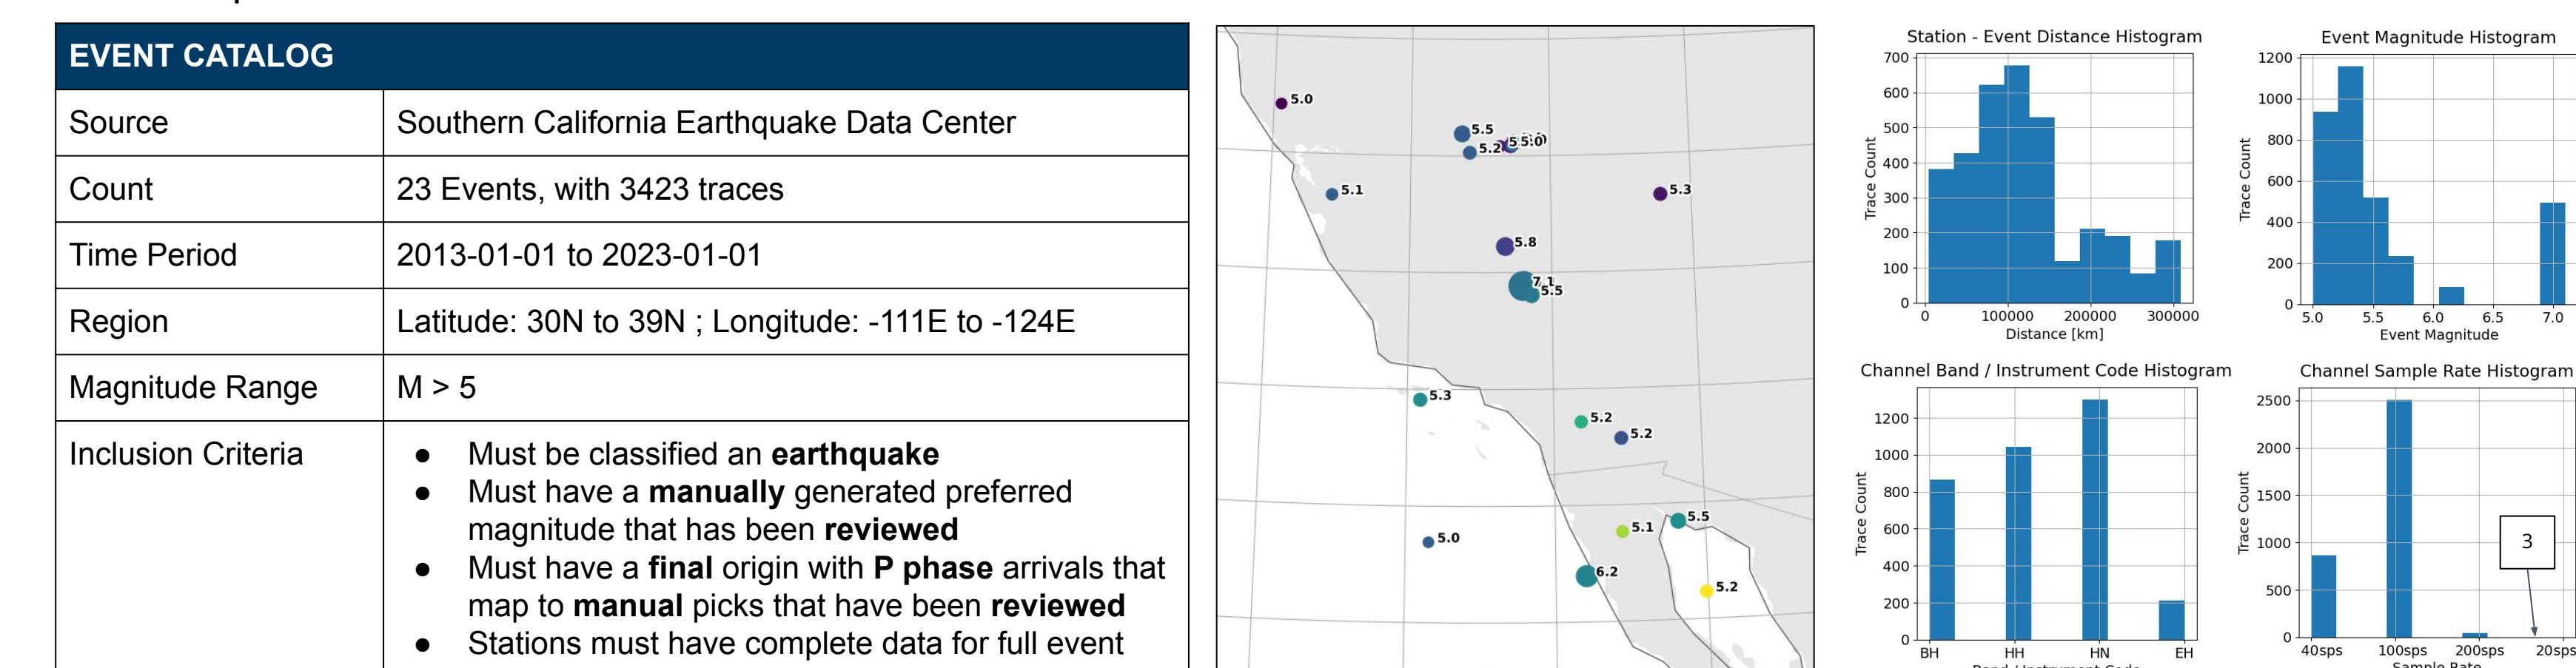 EVENT CATALOG
Source
Southern California Earthquake Data Center
Count
23 Events, with 3423 traces
Time Period
2013-01-01 to 2023-01-01
Region
Latitude: 30N to 39N ; Longitude: -111E to -124E
Magnitude Range
M > 5
Inclusion Criteria
● Must be classified an earthquake
● Must have a manually generated preferred
magnitude that has been reviewed
● Must have a final origin with P phase arrivals that
map to manual picks that have been reviewed
● Stations must have complete data for full event
5.0
5.5
5.2
5.0
5.1
5.3
5.8
7.1
5.5
5.3
5.2
5.2
5.5
5.1
5.0
6.2
5.2
Station - Event Distance Histogram
Trace Count
700
600
500
400
300
200
100
0
0 100000 200000 300000
Distance [km]
Event Magnitude Histogram
Trace Count
1200
1000
800
600
400
200
0
5.0 5.5 6.0 6.5 7.0
Event Magnitude
Channel Band / Instrument Code Histogram
Trace Count
1200
1000
800
600
400
200
0
BH HH HN EH
Channel Sample Rate Histogram
Trace Count
2500
2000
1500
1000
500
0
3
40sps 100sps 200sps 20sps
Sample Rate